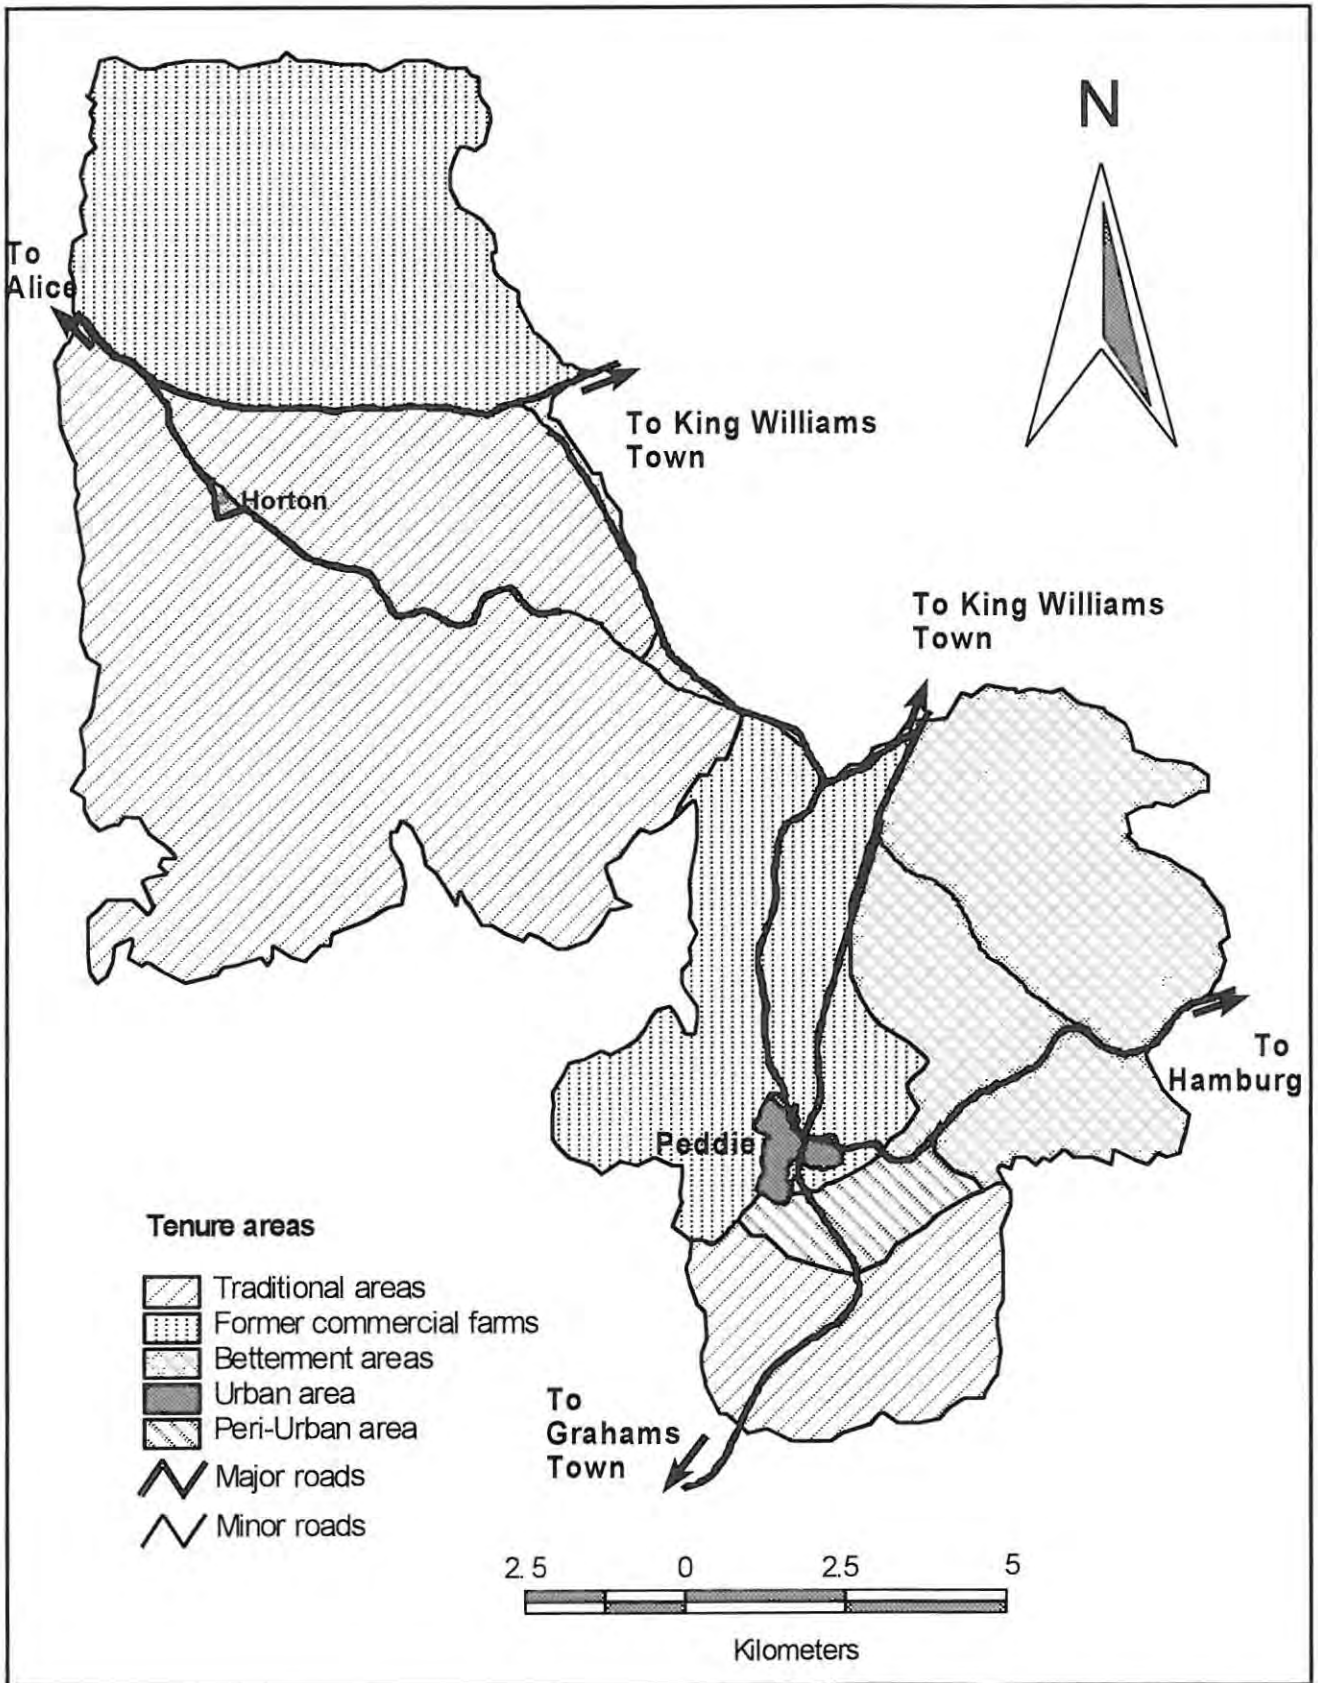 N
To
Alice
To King Williams
Town
Horton
To King Williams
Town
To
Hamburg
Peddie
Tenure areas
Traditional areas
Former commercial farms
Betterment areas
Urban area
Peri-Urban area
Major roads
Minor roads
To
Grahams
Town
2.5 0 2.5 5
Kilometers